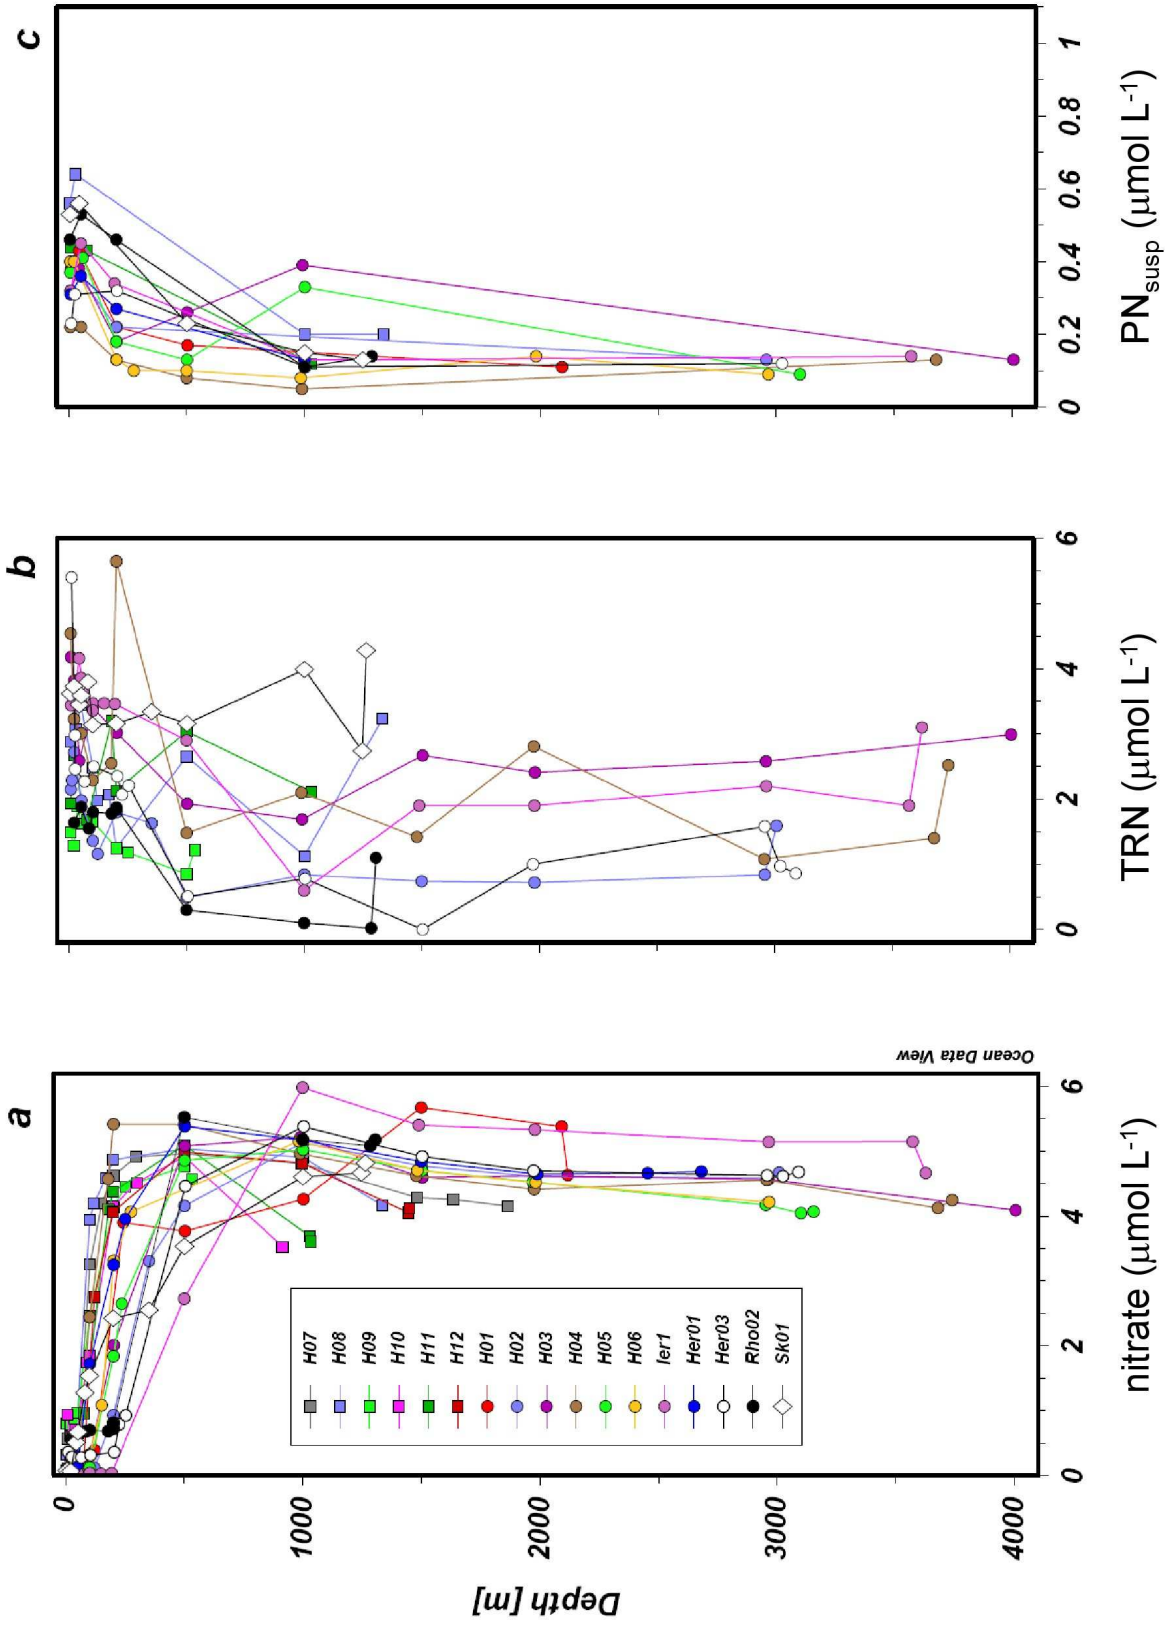 a
b
c
Depth [m]
0
1000
2000
3000
4000
0
2
4
6
nitrate (μmol L-1)
H07
H08
H09
H10
H11
H12
H01
H02
H03
H04
H05
H06
Ier1
Her01
Her03
Rho02
Sk01
Ocean Data View
0
2
4
6
TRN (μmol L-1)
0
0.2
0.4
0.6
0.8
1
PNsusp (μmol L-1)